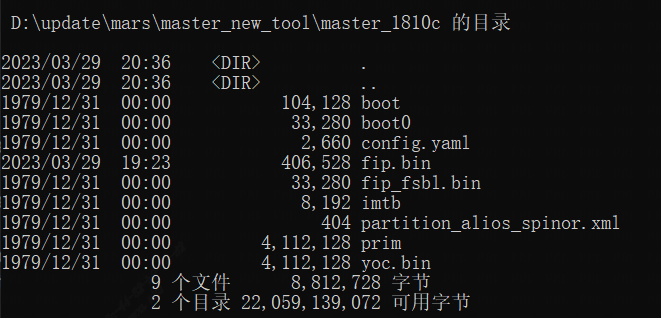 D:\update\mars\master_new_tool\master_1810c 的目录
2023/03/29  20:36    <DIR>          .
2023/03/29  20:36    <DIR>          ..
1979/12/31  00:00           104,128 boot
1979/12/31  00:00            33,280 boot0
1979/12/31  00:00             2,660 config.yaml
2023/03/29  19:23           406,528 fip.bin
1979/12/31  00:00            33,280 fip_fsbl.bin
1979/12/31  00:00             8,192 imtb
1979/12/31  00:00               404 partition_alios_spinor.xml
1979/12/31  00:00         4,112,128 prim
1979/12/31  00:00         4,112,128 yoc.bin
9 个文件      8,812,728 字节
2 个目录 22,059,139,072 可用字节